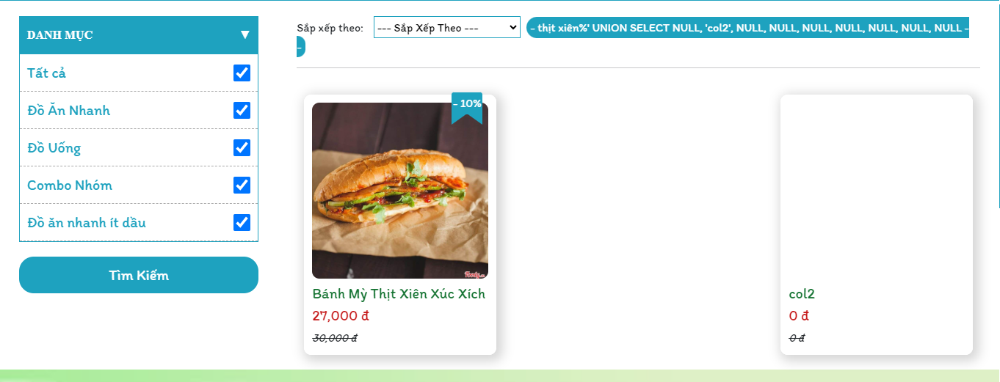 DANH MỤC ▼
Tất cả
Đồ Ăn Nhanh
Đồ Uống
Combo Nhóm
Đồ ăn nhanh ít dầu
Tìm Kiếm
Sắp xếp theo: --- Sắp Xếp Theo --- - thịt xiên%' UNION SELECT NULL, 'col2', NULL, NULL, NULL, NULL, NULL, NULL, NULL -
-
- 10%
Foody.vn
Bánh Mỳ Thịt Xiên Xúc Xích
27,000 đ
30,000 đ
col2
0 đ
0 đ